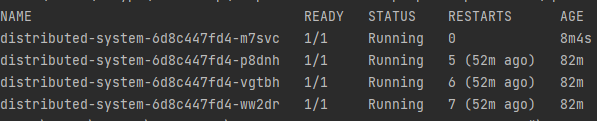 NAME READY STATUS RESTARTS AGE
distributed-system-6d8c447fd4-m7svc 1/1 Running 0 8m4s
distributed-system-6d8c447fd4-p8dnh 1/1 Running 5 (52m ago) 82m
distributed-system-6d8c447fd4-vgtbh 1/1 Running 6 (52m ago) 82m
distributed-system-6d8c447fd4-ww2dr 1/1 Running 7 (52m ago) 82m